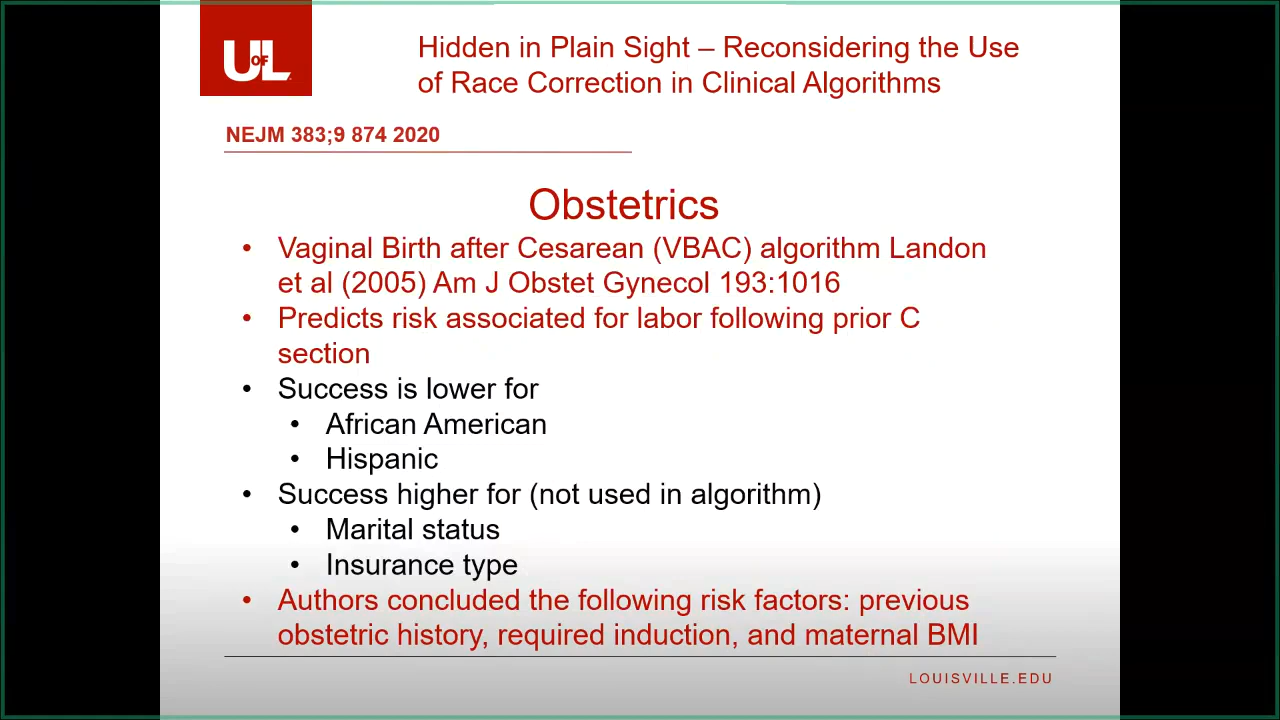 U OF L
Hidden in Plain Sight – Reconsidering the Use
of Race Correction in Clinical Algorithms
NEJM 383;9 874 2020
Obstetrics
• Vaginal Birth after Cesarean (VBAC) algorithm Landon
et al (2005) Am J Obstet Gynecol 193:1016
• Predicts risk associated for labor following prior C
section
• Success is lower for
• African American
• Hispanic
• Success higher for (not used in algorithm)
• Marital status
• Insurance type
• Authors concluded the following risk factors: previous
obstetric history, required induction, and maternal BMI
LOUISVILLE.EDU